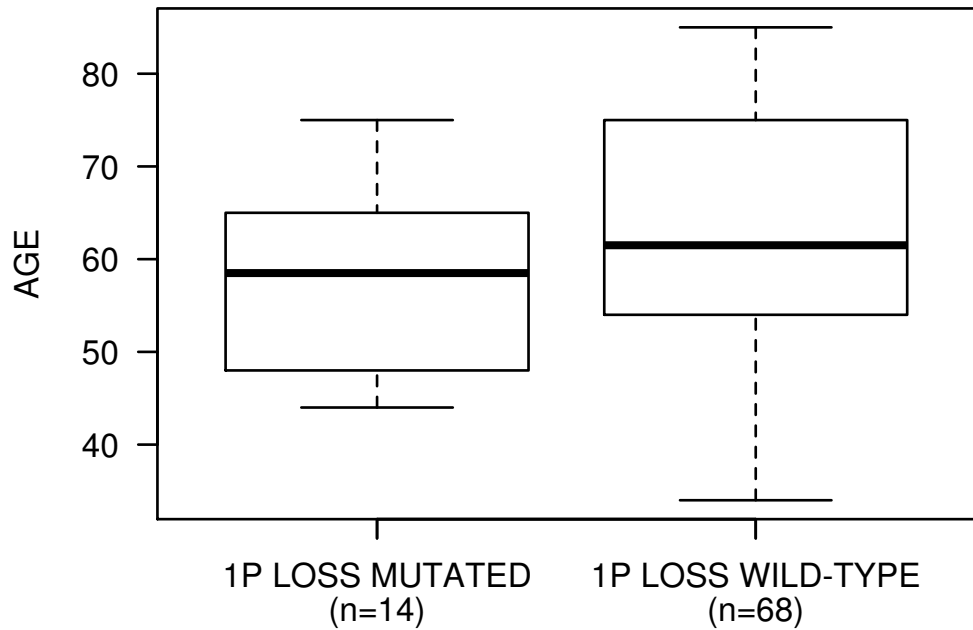 AGE
80
70
60
50
40
1P LOSS MUTATED
(n=14)
1P LOSS WILD-TYPE
(n=68)